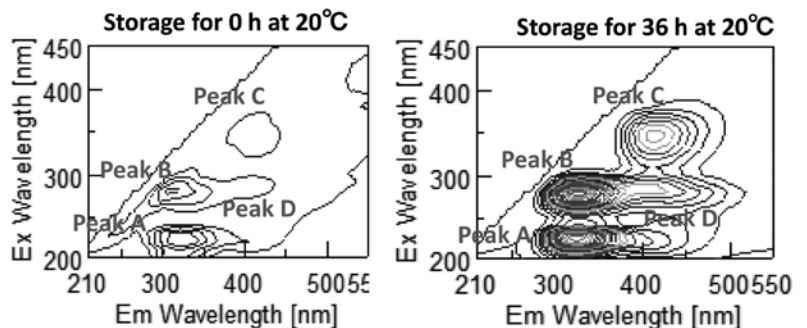 Storage for 0 h at 20℃
Ex Wavelength [nm]
450
400
300
200
Peak C
Peak B
Peak D
Peak A
210
300
400
50055
Em Wavelength [nm]
Storage for 36 h at 20℃
Ex Wavelength [nm]
450
400
300
200
Peak C
Peak B
Peak D
Peak A
210
300
400
500550
Em Wavelength [nm]